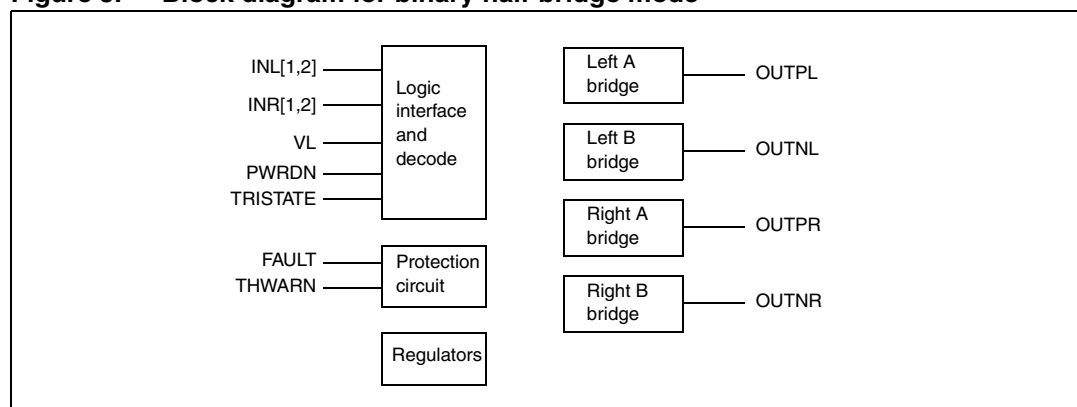 Figure Block diagram for binary half-bridge mode
INL[1,2]
INR[1,2]
VL
PWRDN
TRISTATE
Logic
interface
and
decode
FAULT
THWARN
Protection
circuit
Regulators
Left A
bridge
OUTPL
Left B
bridge
OUTNL
Right A
bridge
OUTPR
Right B
bridge
OUTNR